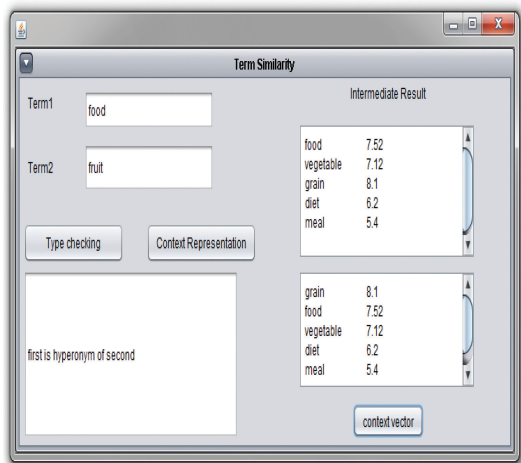 Term Similarity
Term1
food
Term2
fruit
Type checking
Context Representation
first is hyperonym of second
Intermediate Result
food 7.52
vegetable 7.12
grain 8.1
diet 6.2
meal 5.4
grain 8.1
food 7.52
vegetable 7.12
diet 6.2
meal 5.4
context vector